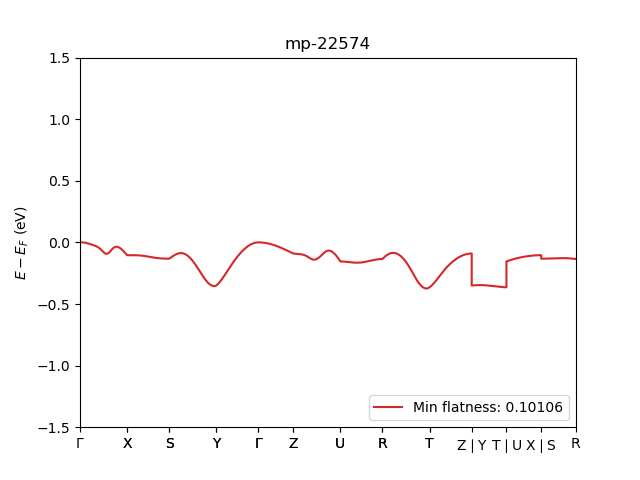 mp-22574
1.5
1.0
0.5
0.0
−0.5
−1.0
−1.5
E − E_F (eV)
Min flatness: 0.10106
Γ X S Y Γ Z U R T Z | Y T | U X | S R